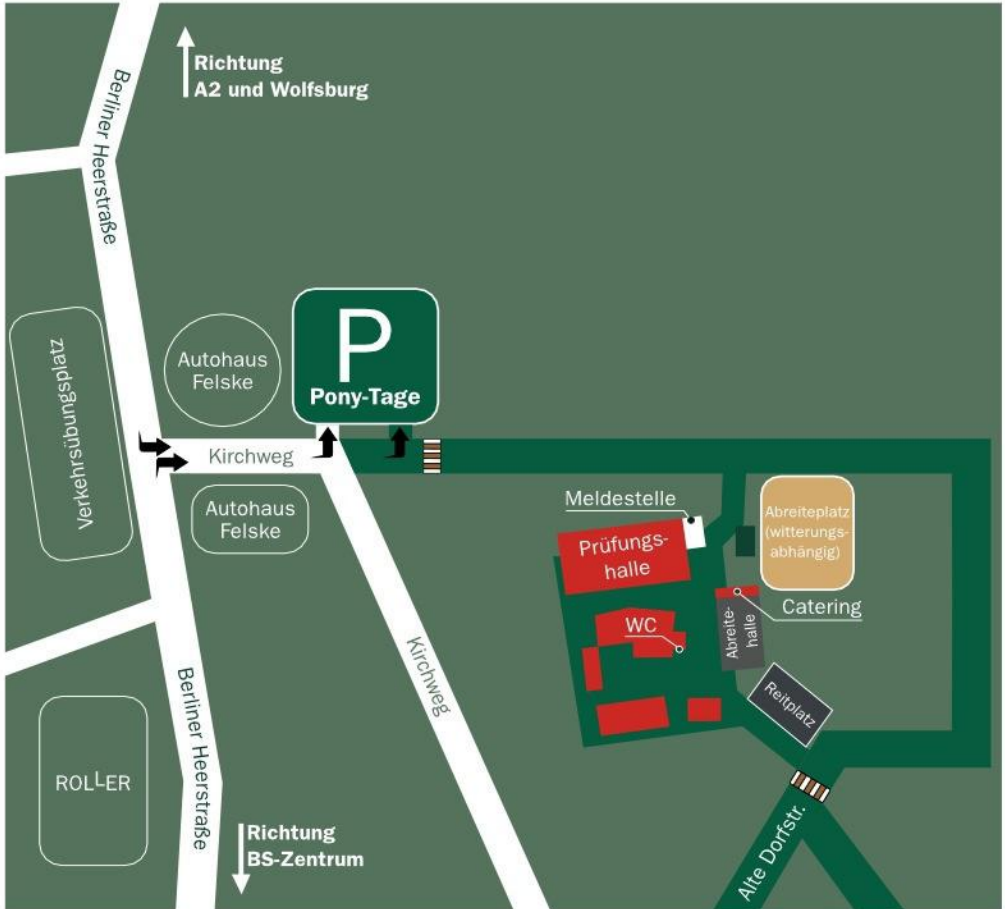 Richtung
A2 und Wolfsburg
Berliner Heerstraße
P
Pony-Tage
Autohaus
Felske
Verkehrsübungsplatz
Kirchweg
Autohaus
Felske
Meldestelle
Abreiteplatz
(witterungs-
abhängig)
Prüfungs-
halle
Catering
WC
Abreite-
halle
Kirchweg
Reitplatz
Berliner Heerstraße
ROLLER
Richtung
BS-Zentrum
Alte Dorfstr.